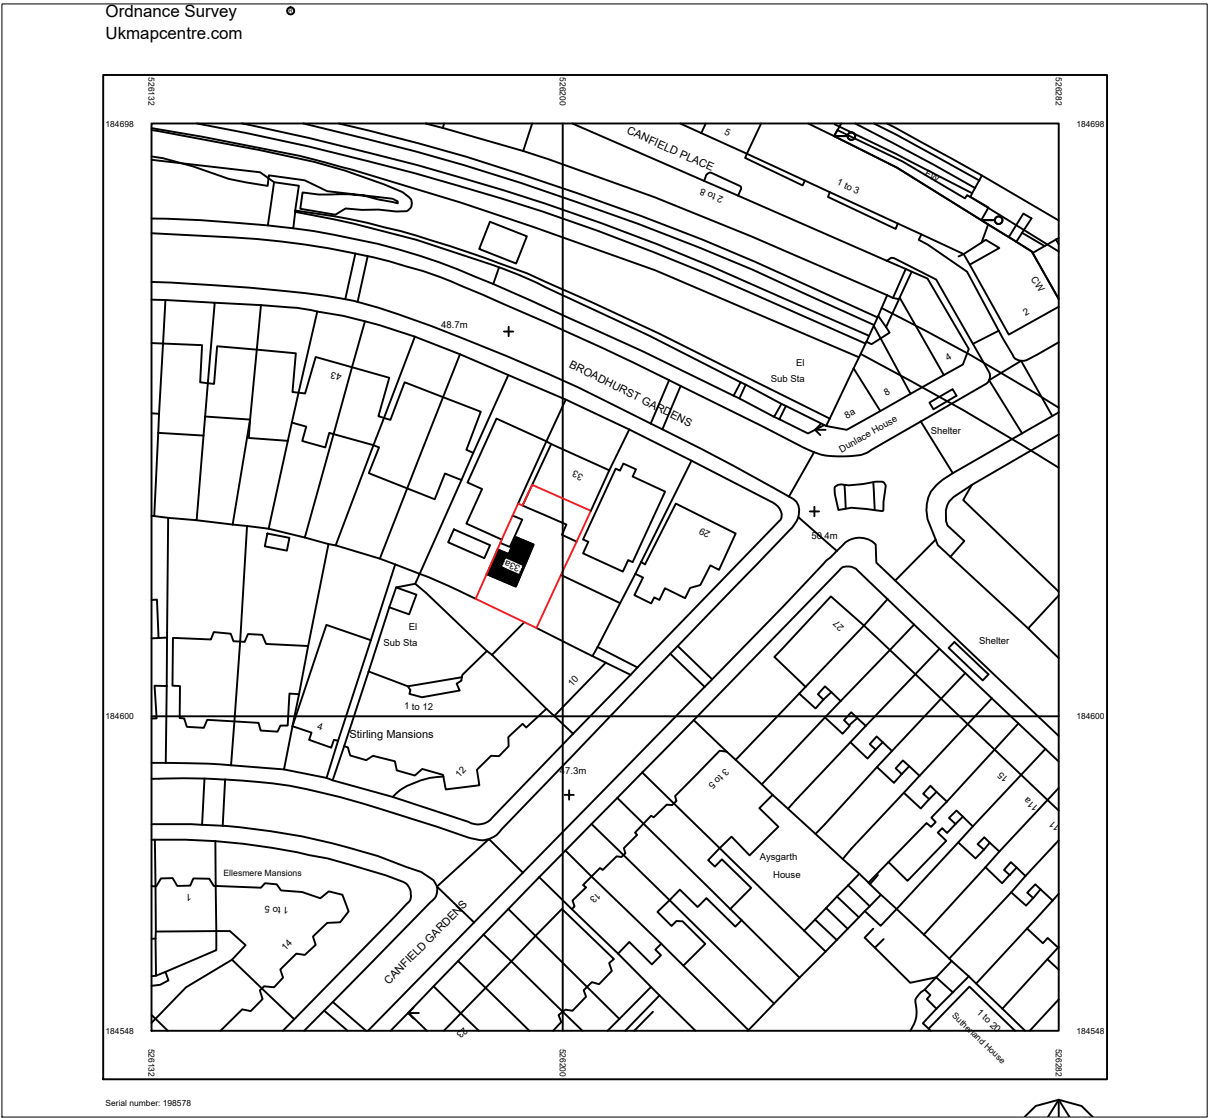 Ordnance Survey
Ukmapcentre.com
526132
526200
526282
184698
184698
CANFIELD PLACE
5
2 to 8
1 to 3
FW
CW
2
48.7m
El
Sub Sta
BROADHURST GARDENS
4
8
8a
Dunlace House
Shelter
43
33
29
33a
50.4m
El
Sub Sta
27
Shelter
10
1 to 12
184600
184600
4
Stirling Mansions
12
47.3m
3 to 5
15
11a
11
Aysgarth
House
Ellesmere Mansions
1
1 to 5
14
13
CANFIELD GARDENS
23
1 to 20
Sutherland House
184548
184548
526132
526200
526282
Serial number: 198578